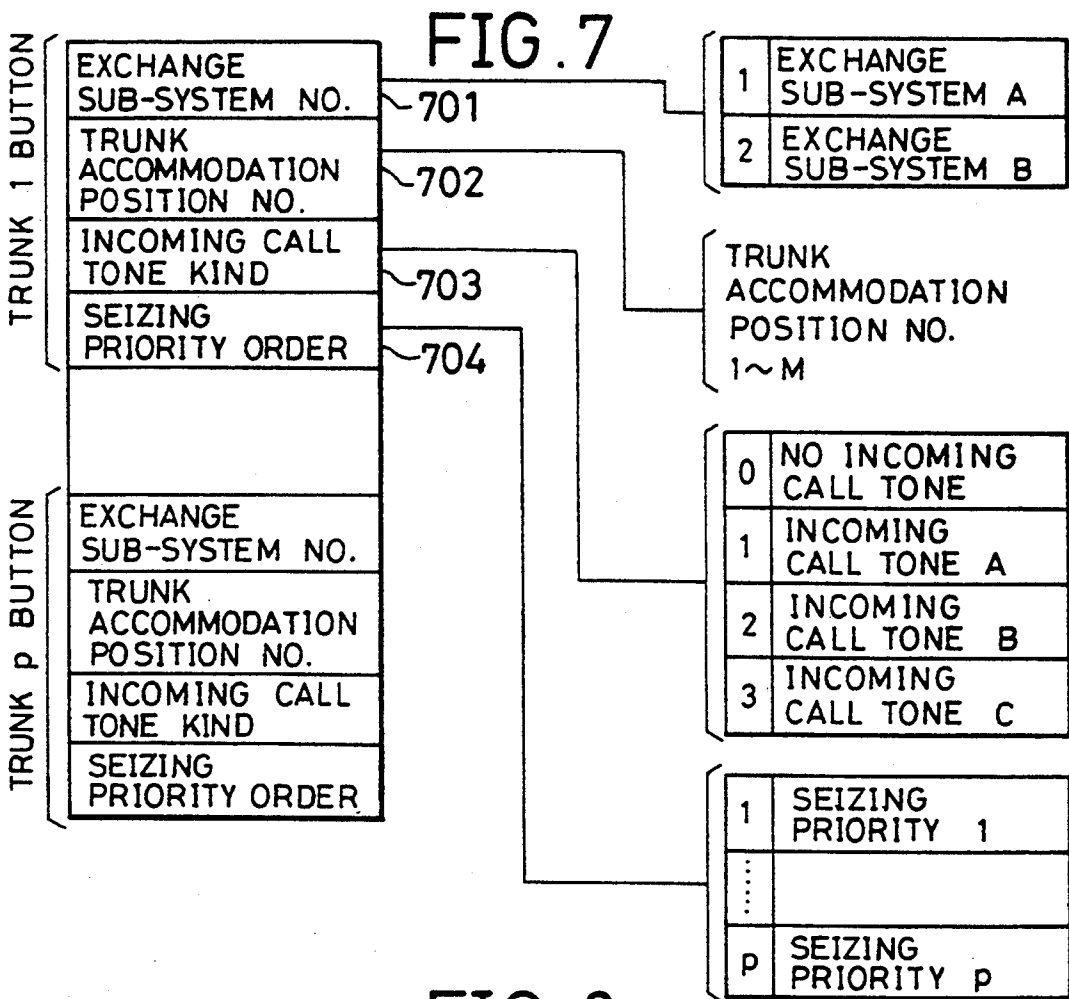 FIG.7
TRUNK 1 BUTTON
EXCHANGE
SUB-SYSTEM NO.
701
TRUNK
ACCOMMODATION
POSITION NO.
702
INCOMING CALL
TONE KIND
703
SEIZING
PRIORITY ORDER
704
TRUNK p BUTTON
EXCHANGE
SUB-SYSTEM NO.
TRUNK
ACCOMMODATION
POSITION NO.
INCOMING CALL
TONE KIND
SEIZING
PRIORITY ORDER
1
EXCHANGE
SUB-SYSTEM A
2
EXCHANGE
SUB-SYSTEM B
TRUNK
ACCOMMODATION
POSITION NO.
1~M
0
NO INCOMING
CALL TONE
1
INCOMING
CALL TONE A
2
INCOMING
CALL TONE B
3
INCOMING
CALL TONE C
1
SEIZING
PRIORITY 1
p
SEIZING
PRIORITY p